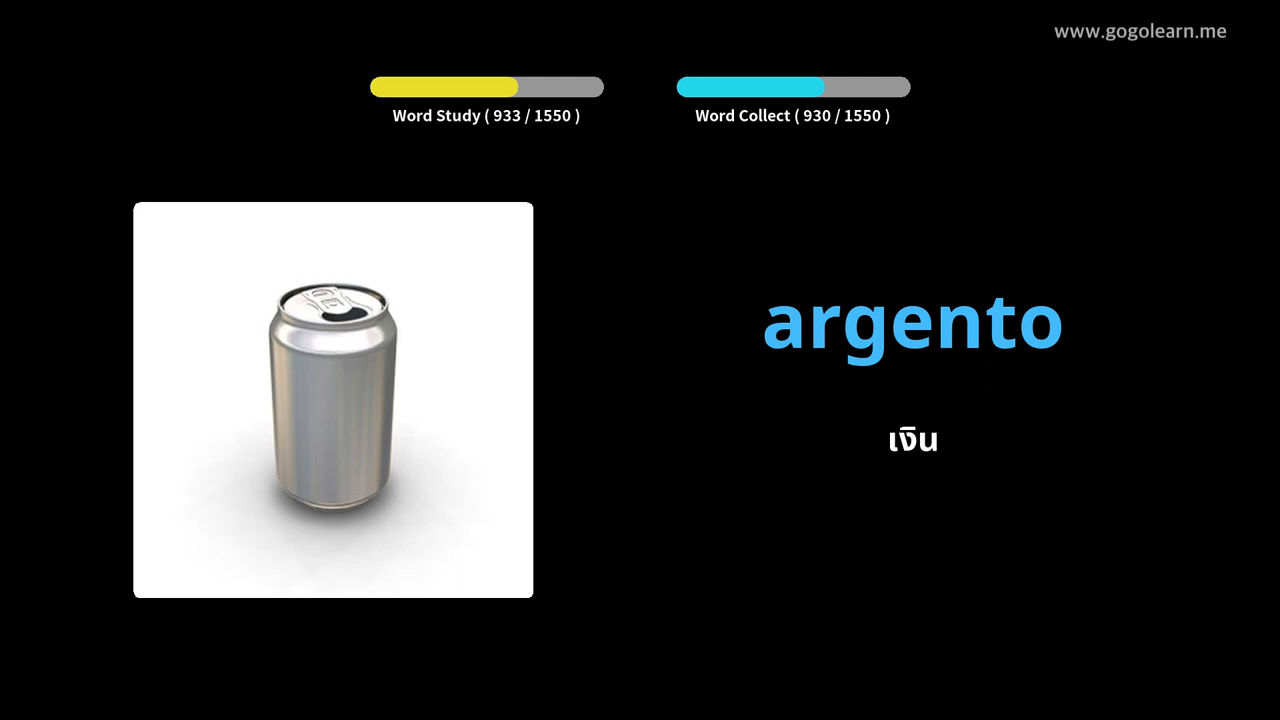 www.gogolearn.me
Word Study ( 933 / 1550 )
Word Collect ( 930 / 1550 )
argento
เงิน